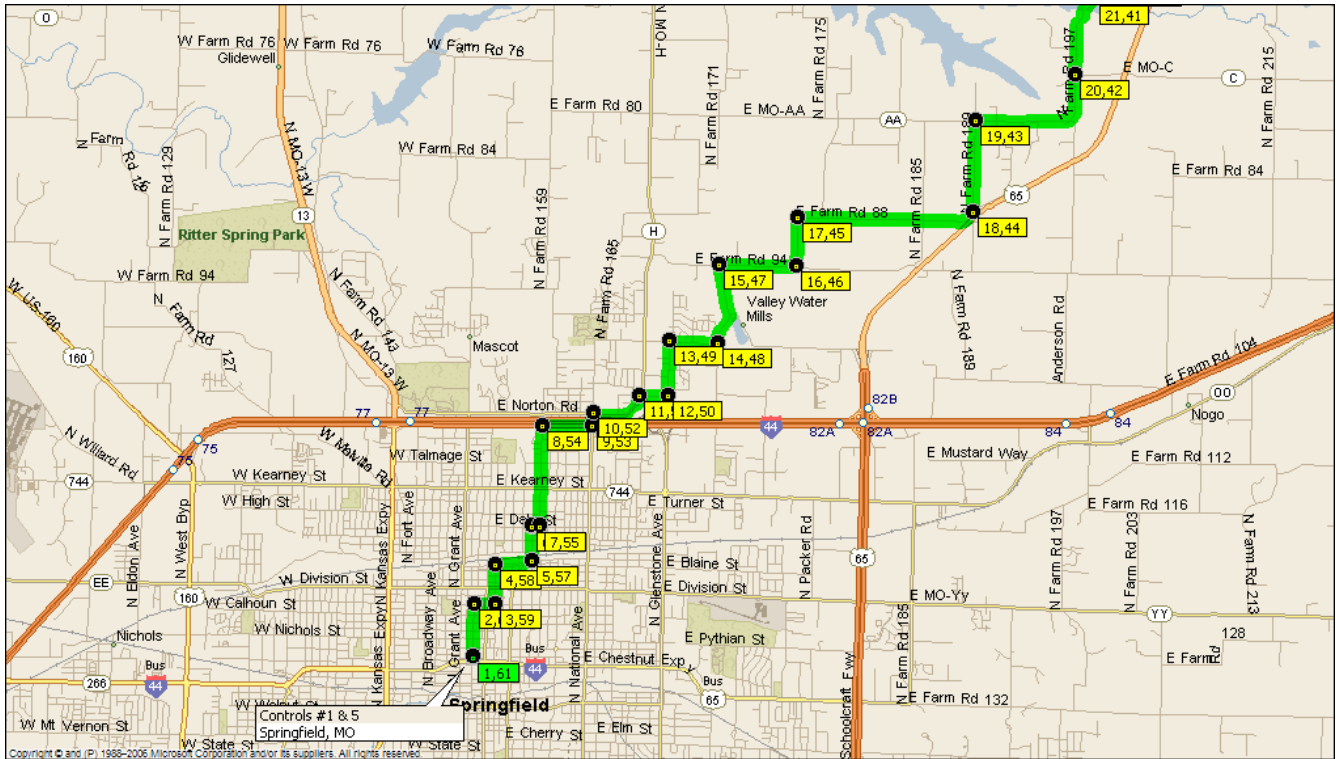 O
W Farm Rd 76
W Farm Rd 76
W Farm Rd 76
Glidewell
N MO-H
N Farm Rd 175
21,41
N Farm Rd 197
E MO-C
C
N Farm Rd 215
20,42
N Farm Rd 171
E Farm Rd 80
E MO-AA
AA
19,43
N Farm
Rd 129
N MO-13 W
W Farm Rd 84
E Farm Rd 84
N Farm Rd 159
N Farm Rd 185
65
13
Ritter Spring Park
H
E Farm Rd 88
17,45
18,44
W Farm Rd 94
N Farm Rd 165
E Farm Rd 94
15,47
16,46
W US-160
N Farm Rd
127
N Farm Rd 143
Valley Water
Mills
N Farm Rd
189
Anderson Rd
160
N MO-13 W
Mascot
13,49
14,48
E Farm Rd 104
OO
E Norton Rd
12,50
82B
77
77
10,52
44
82A
82A
84
84
Nogo
8,54
9,53
75
75
N Willard Rd
W Melville Rd
W Talmage St
E Mustard Way
E Farm Rd 112
W Kearney St
E Kearney St
744
744
W High St
E Turner St
E Farm Rd 116
7,55
N Eldon Ave
N West Byp
N Kansas Expy
N Fort Ave
N Grant Ave
N Glenstone Ave
N Packer Rd
N Farm Rd 197
N Farm Rd 203
N Farm Rd 213
E Blaine St
65
EE
W Division St
4,58
5,57
E Division St
160
W Calhoun St
E MO-Yy
YY
W Nichols St
3,59
Nichols
N Kansas Expy
N Broadway Ave
Grant Ave
E Pythian St
N Farm Rd 185
128
E Farm Rd
Bus
44
Bus
44
1,61
N National Ave
E Chestnut Exp
Bus
65
266
E Farm Rd 132
Springfield
Controls #1 & 5
Springfield, MO
W Mt Vernon St
E Elm St
E Cherry St
W State St
W State St
Schoolcraft Fwy
Copyright © and (P) 1988–2006 Microsoft Corporation and/or its suppliers. All rights reserved.